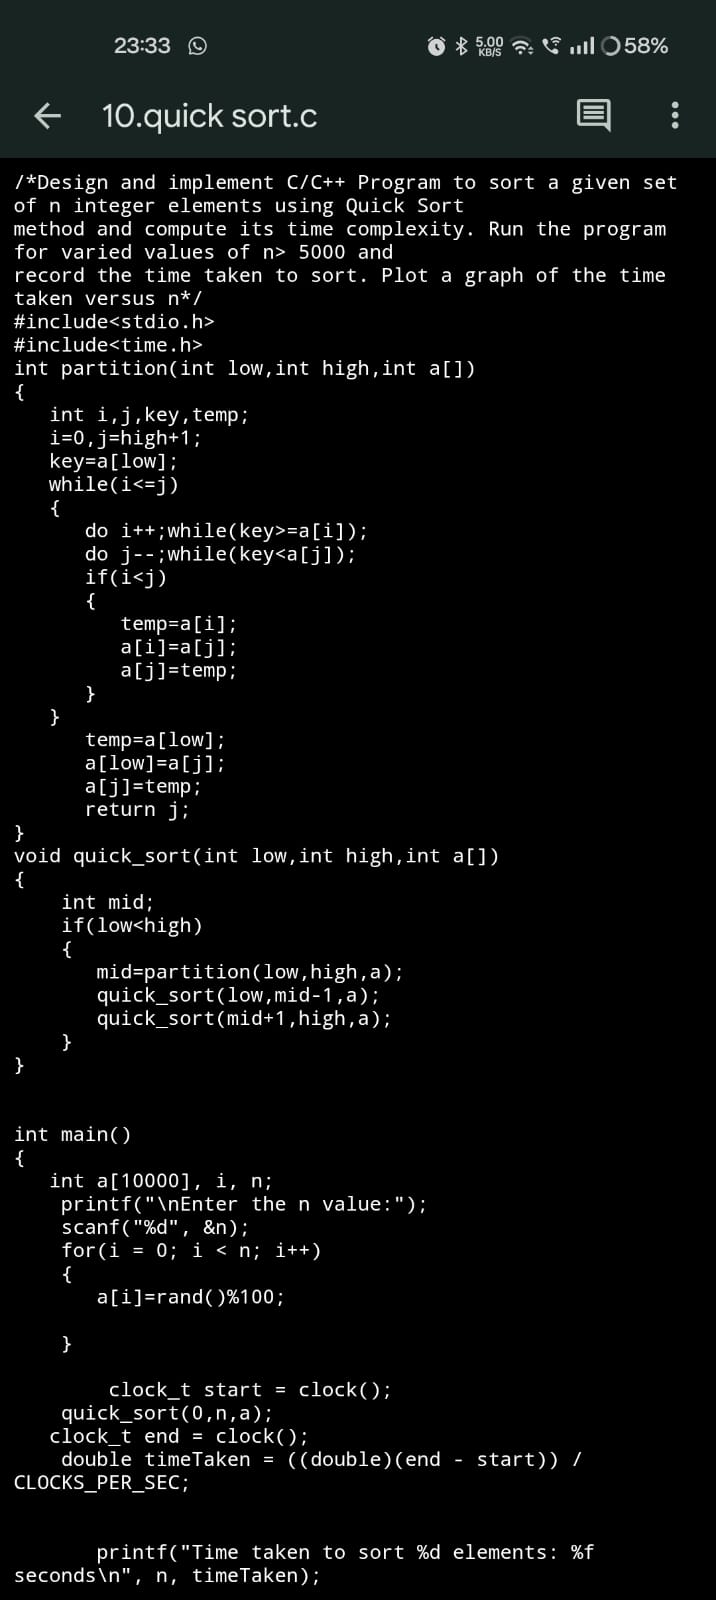 23:33 5.00 KB/S 58%
10.quick sort.c
/*Design and implement C/C++ Program to sort a given set
of n integer elements using Quick Sort
method and compute its time complexity. Run the program
for varied values of n> 5000 and
record the time taken to sort. Plot a graph of the time
taken versus n*/
#include<stdio.h>
#include<time.h>
int partition(int low,int high,int a[])
{
   int i,j,key,temp;
   i=0,j=high+1;
   key=a[low];
   while(i<=j)
   {
      do i++;while(key>=a[i]);
      do j--;while(key<a[j]);
      if(i<j)
      {
         temp=a[i];
         a[i]=a[j];
         a[j]=temp;
      }
   }
      temp=a[low];
      a[low]=a[j];
      a[j]=temp;
      return j;
}
void quick_sort(int low,int high,int a[])
{
    int mid;
    if(low<high)
    {
       mid=partition(low,high,a);
       quick_sort(low,mid-1,a);
       quick_sort(mid+1,high,a);
    }
}
int main()
{
   int a[10000], i, n;
    printf("\nEnter the n value:");
    scanf("%d", &n);
    for(i = 0; i < n; i++)
    {
       a[i]=rand()%100;
    }
        clock_t start = clock();
    quick_sort(0,n,a);
   clock_t end = clock();
    double timeTaken = ((double)(end - start)) /
CLOCKS_PER_SEC;
       printf("Time taken to sort %d elements: %f
seconds\n", n, timeTaken);